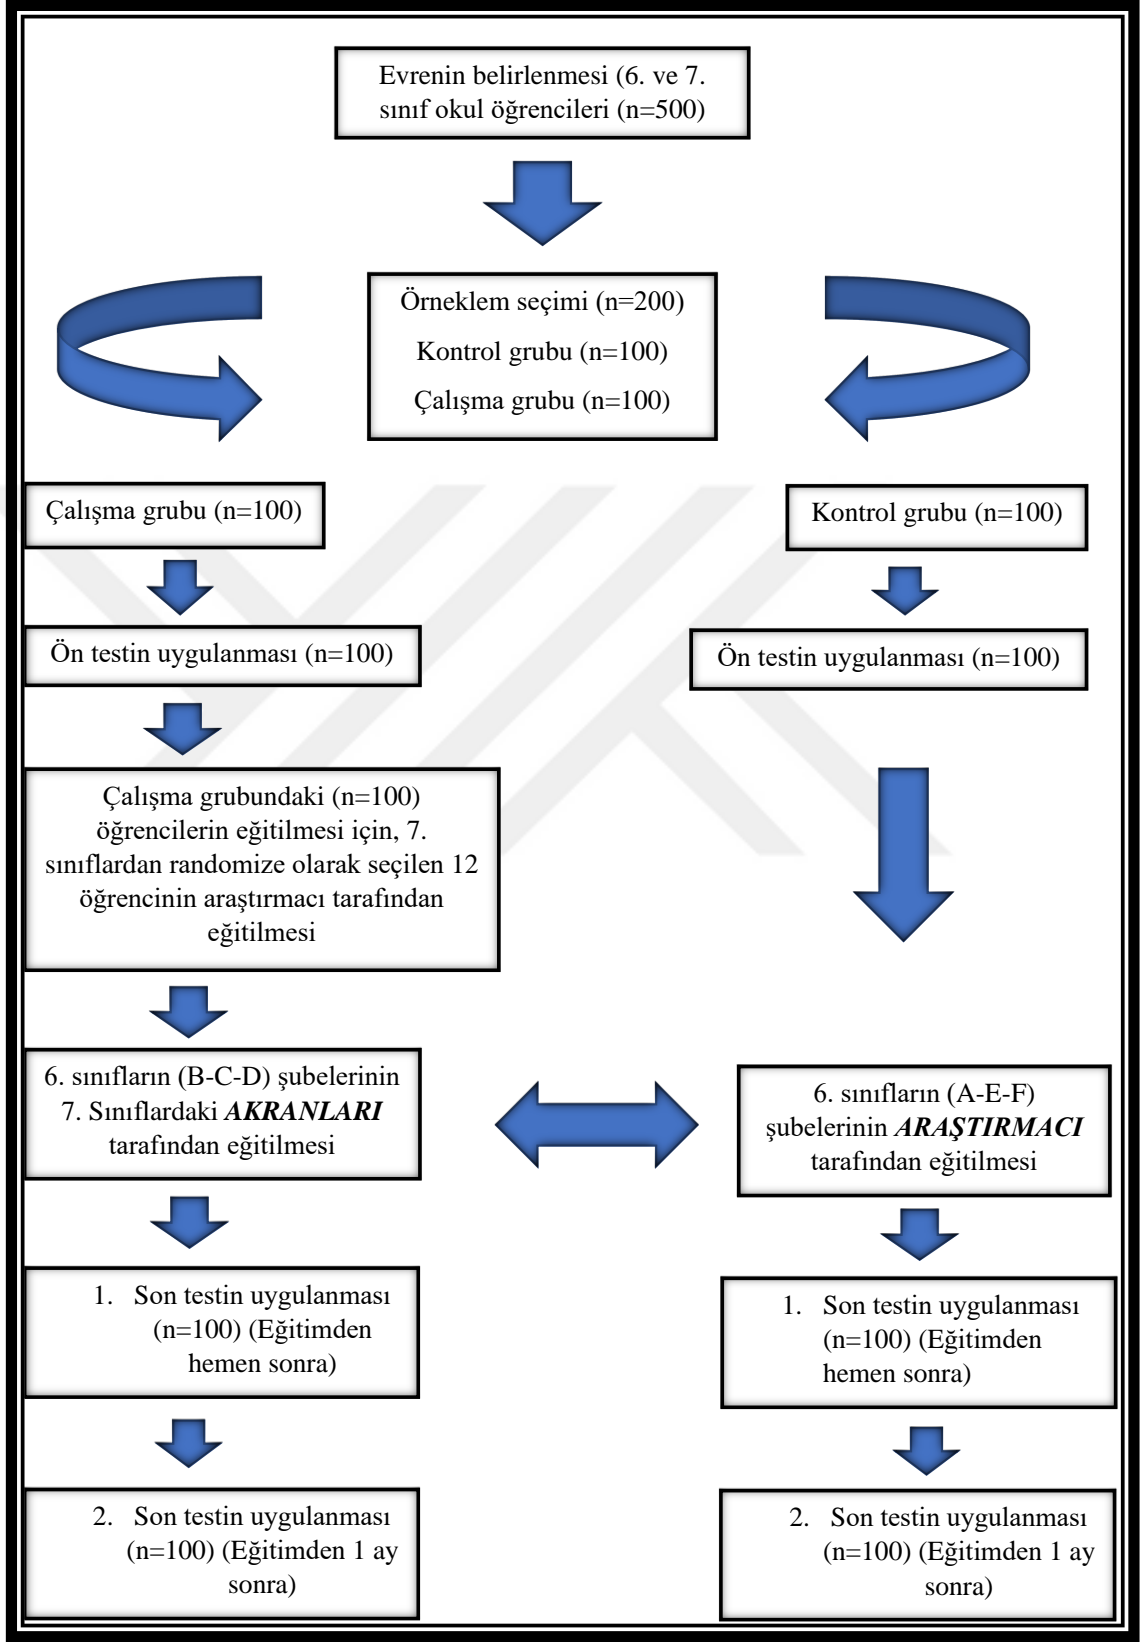 Evrenin belirlenmesi (6. ve 7.
sınıf okul öğrencileri (n=500)
Örneklem seçimi (n=200)
Kontrol grubu (n=100)
Çalışma grubu (n=100)
Çalışma grubu (n=100)
Kontrol grubu (n=100)
Ön testin uygulanması (n=100)
Ön testin uygulanması (n=100)
Çalışma grubundaki (n=100)
öğrencilerin eğitilmesi için, 7.
sınıflardan randomize olarak seçilen 12
öğrencinin araştırmacı tarafından
eğitilmesi
6. sınıfların (B-C-D) şubelerinin
7. Sınıflardaki AKRANLARI
tarafından eğitilmesi
6. sınıfların (A-E-F)
şubelerinin ARAŞTIRMACI
tarafından eğitilmesi
1. Son testin uygulanması
(n=100) (Eğitimden
hemen sonra)
1. Son testin uygulanması
(n=100) (Eğitimden
hemen sonra)
2. Son testin uygulanması
(n=100) (Eğitimden 1 ay
sonra)
2. Son testin uygulanması
(n=100) (Eğitimden 1 ay
sonra)